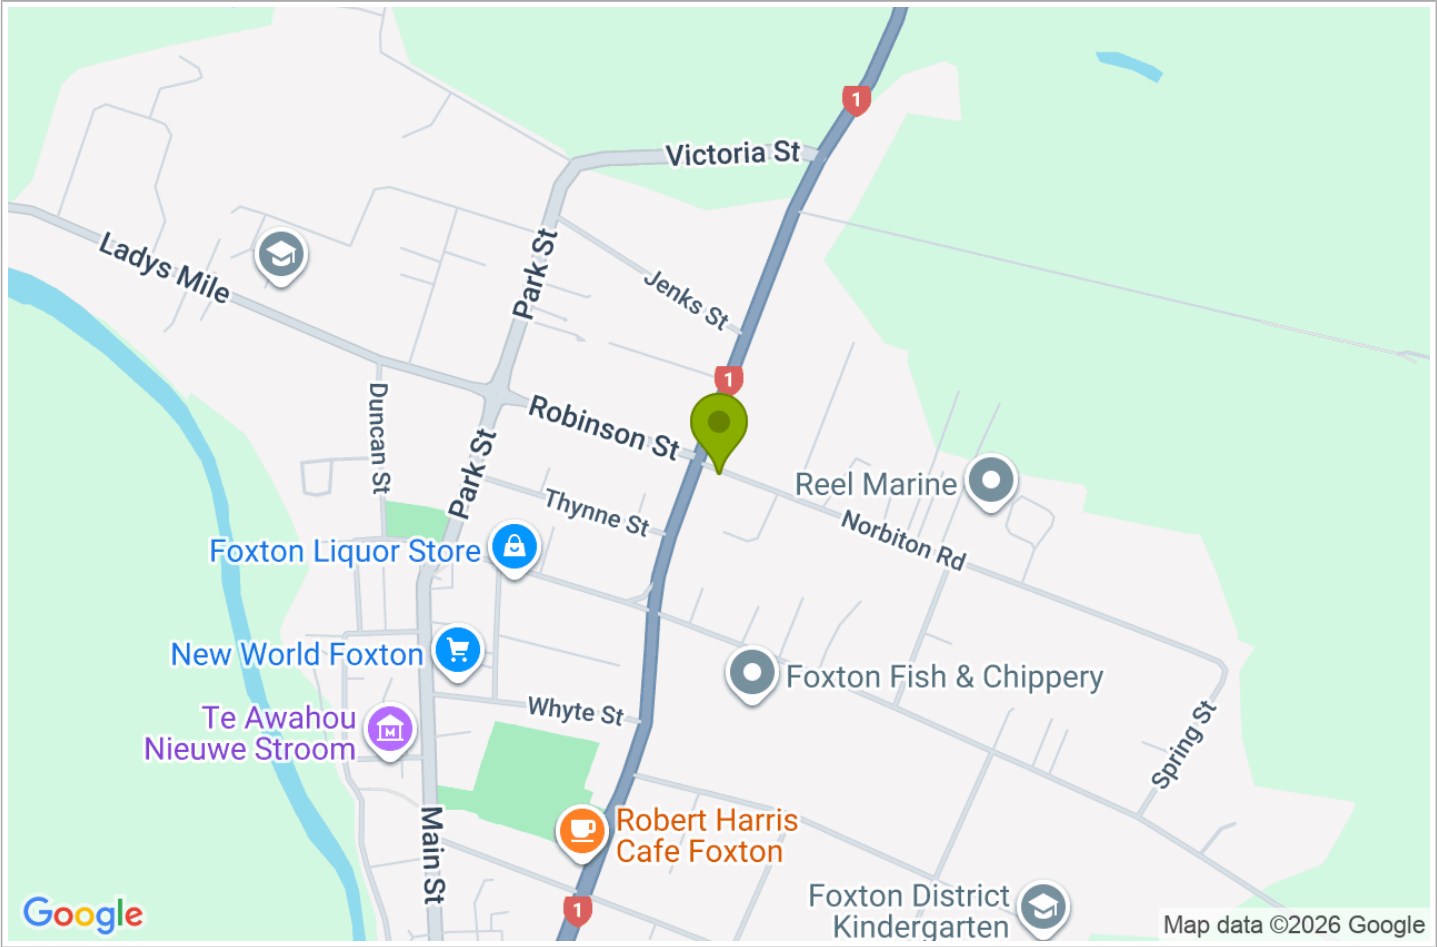 1
Victoria St
Park St
Ladys Mile
Jenks St
1
Duncan St
Robinson St
Park St
Reel Marine
Thynne St
Norbiton Rd
Foxton Liquor Store
New World Foxton
Foxton Fish & Chippery
Te Awahou
Nieuwe Stroom
Whyte St
Spring St
Main St
Robert Harris
Cafe Foxton
Foxton District
Kindergarten
1
Google
Map data ©2026 Google